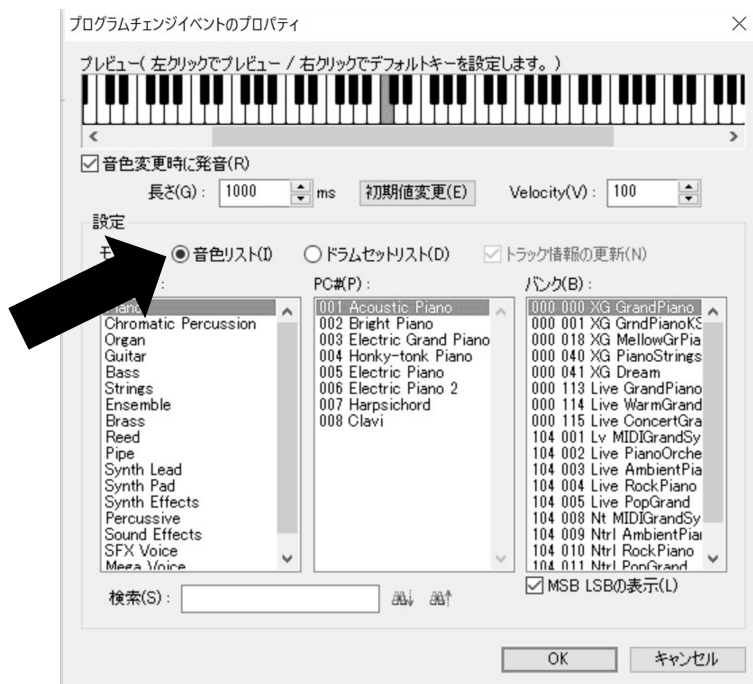 プログラムチェンジイベントのプロパティ
プレビュー( 左クリックでプレビュー / 右クリックでデフォルトキーを設定します。)
音色変更時に発音(R)
長さ(G) : 1000 ms 初期値変更(E) Velocity(V) : 100
設定
音色リスト(I) ドラムセットリスト(D) トラック情報の更新(N)
PC#(P) : バンク(B) :
Piano
Chromatic Percussion
Organ
Guitar
Bass
Strings
Ensemble
Brass
Reed
Pipe
Synth Lead
Synth Pad
Synth Effects
Percussive
Sound Effects
SFX Voice
Mega Voice
001 Acoustic Piano
002 Bright Piano
003 Electric Grand Piano
004 Honky-tonk Piano
005 Electric Piano
006 Electric Piano 2
007 Harpsichord
008 Clavi
000 000 XG GrandPiano
000 001 XG GrndPianoKS
000 018 XG MellowGrPia
000 040 XG PianoStrings
000 041 XG Dream
000 113 Live GrandPiano
000 114 Live WarmGrand
000 115 Live ConcertGra
104 001 Lv MIDIGrandSy
104 002 Live PianoOrche
104 003 Live AmbientPia
104 004 Live RockPiano
104 005 Live PopGrand
104 008 Nt MIDIGrandSy
104 009 Ntrl AmbientPiai
104 010 Ntrl RockPiano
104 011 Ntrl PopGrand
MSB LSBの表示(L)
検索(S) :
OK キャンセル